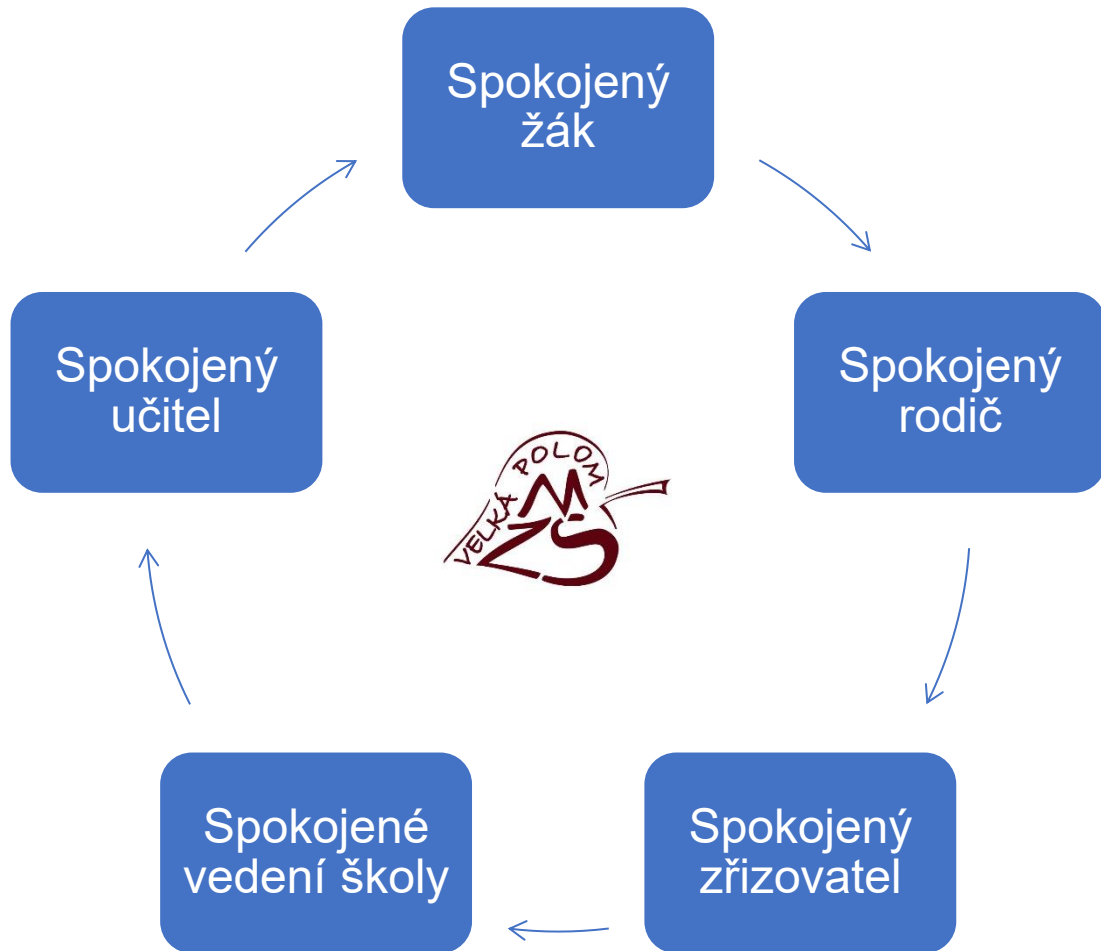 Spokojený
žák
Spokojený
rodič
Spokojený
zřizovatel
Spokojené
vedení školy
Spokojený
učitel
VELKÁ POLOM
M
ZŠ